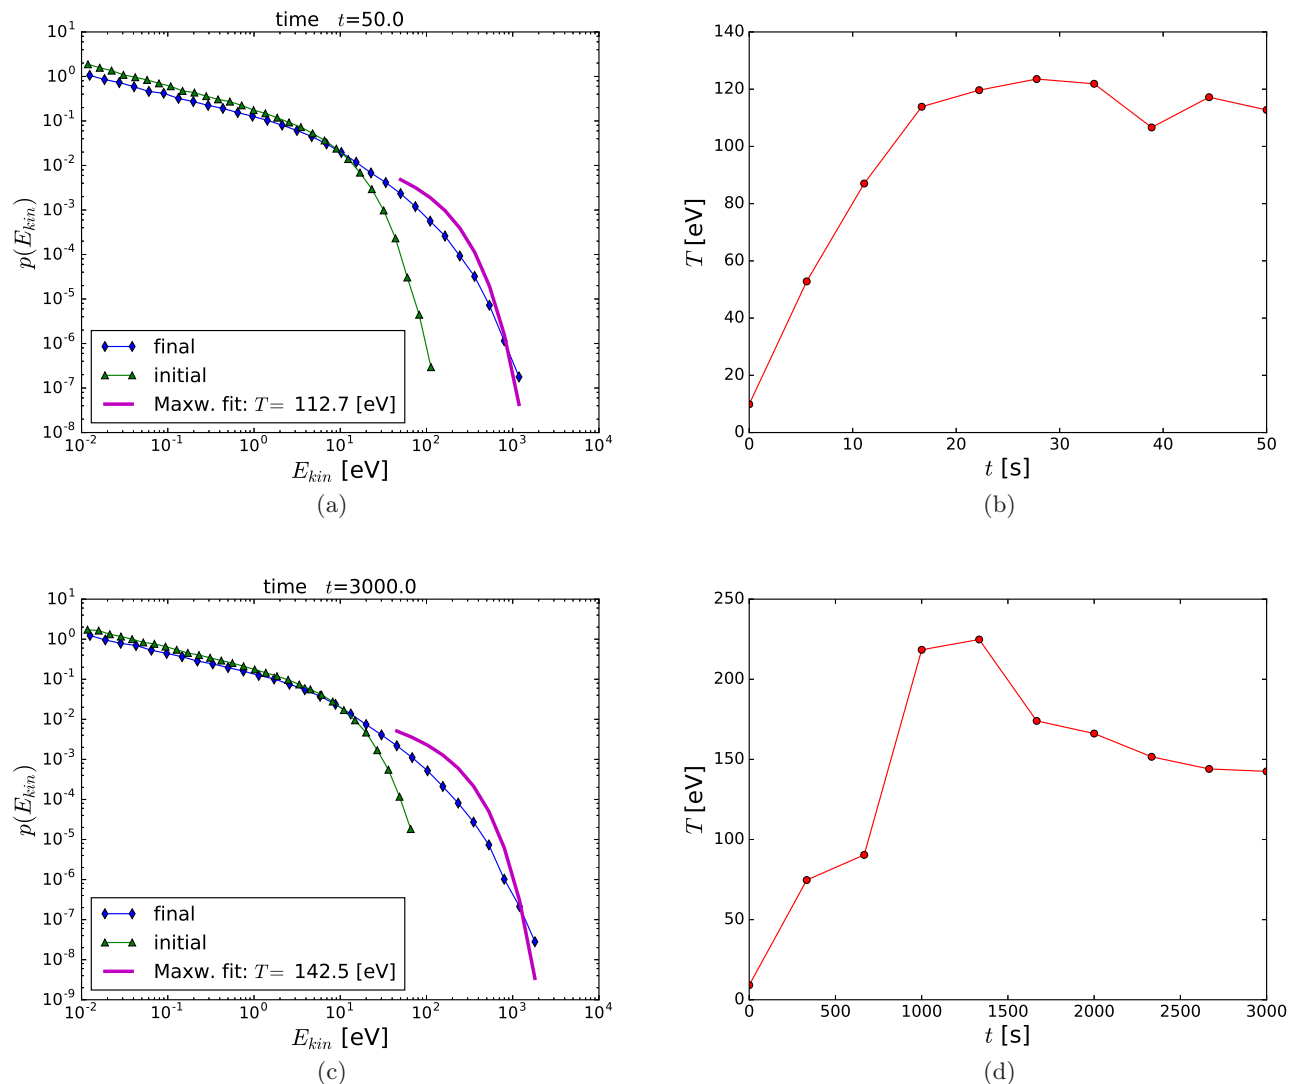 time t=50.0
10^1
10^0
10^-1
10^-2
10^-3
10^-4
10^-5
10^-6
10^-7
10^-8
p(E_kin)
final
initial
Maxw. fit: T= 112.7 [eV]
10^-2 10^-1 10^0 10^1 10^2 10^3 10^4
E_kin [eV]
(a)
140
120
100
80
60
40
20
0
T [eV]
0 10 20 30 40 50
t [s]
(b)
time t=3000.0
10^1
10^0
10^-1
10^-2
10^-3
10^-4
10^-5
10^-6
10^-7
10^-8
10^-9
p(E_kin)
final
initial
Maxw. fit: T= 142.5 [eV]
10^-2 10^-1 10^0 10^1 10^2 10^3 10^4
E_kin [eV]
(c)
250
200
150
100
50
0
T [eV]
0 500 1000 1500 2000 2500 3000
t [s]
(d)